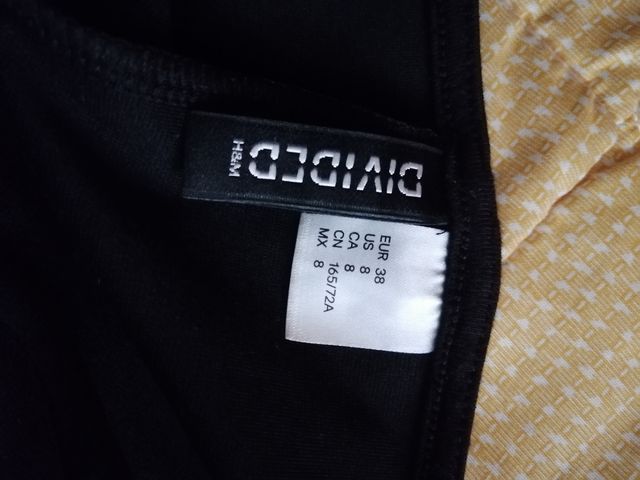 DIVIDED
H&M
EUR 38
US 8
CA 8
CN 165/72A
MX 8